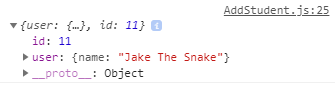 AddStudent.js:25
▼{user: {…}, id: 11} i
id: 11
▶ user: {name: "Jake The Snake"}
▶ __proto__: Object